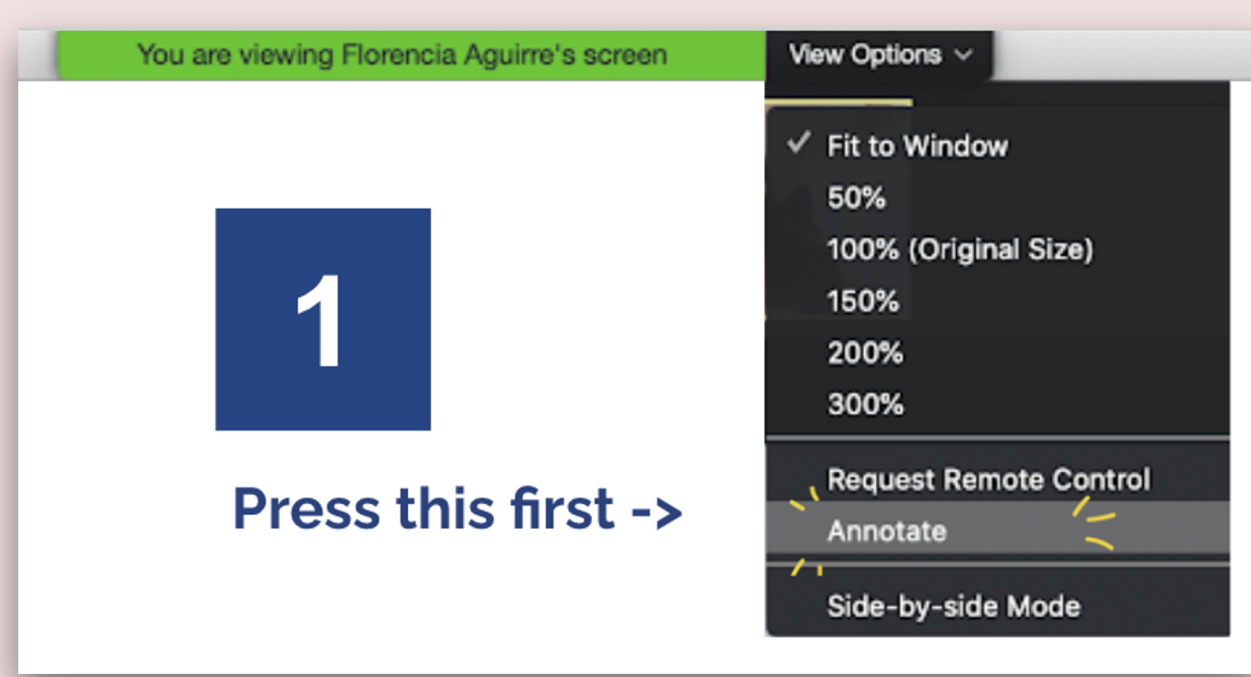 You are viewing Florencia Aguirre's screen
View Options
Fit to Window
50%
100% (Original Size)
150%
200%
300%
1
Press this first ->
Request Remote Control
Annotate
Side-by-side Mode